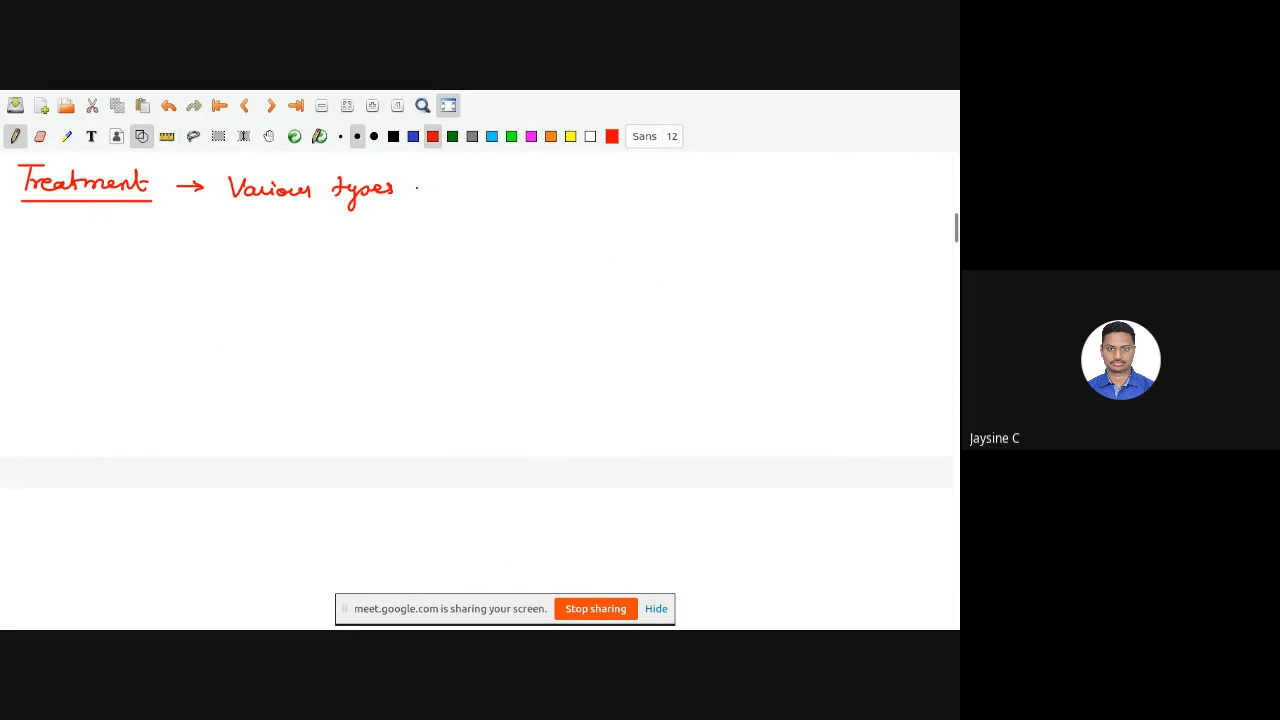 T
Sans 12
Treatment → Various types
Jaysine C
meet.google.com is sharing your screen. Stop sharing Hide